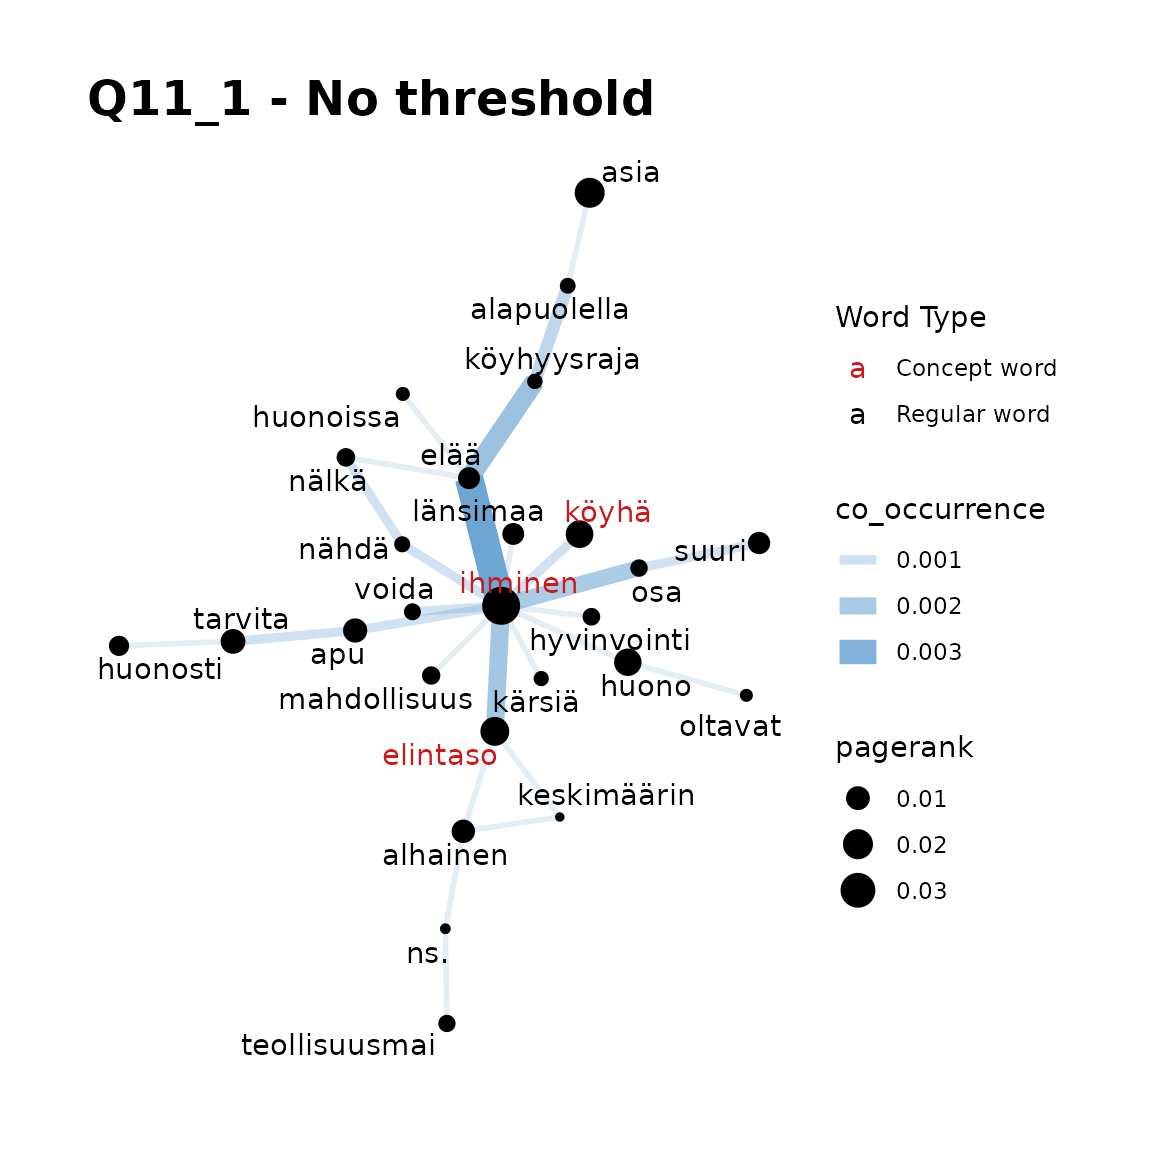 Q11_1 - No threshold
asia
alapuolella
köyhyysraja
huonoissa
elää
nälkä
länsimaa
köyhä
nähdä
suuri
ihminen
voida
osa
tarvita
hyvinvointi
apu
huonosti
huono
mahdollisuus
kärsiä
oltavat
elintaso
keskimäärin
alhainen
ns.
teollisuusmai
Word Type
a Concept word
a Regular word
co_occurrence
0.001
0.002
0.003
pagerank
0.01
0.02
0.03